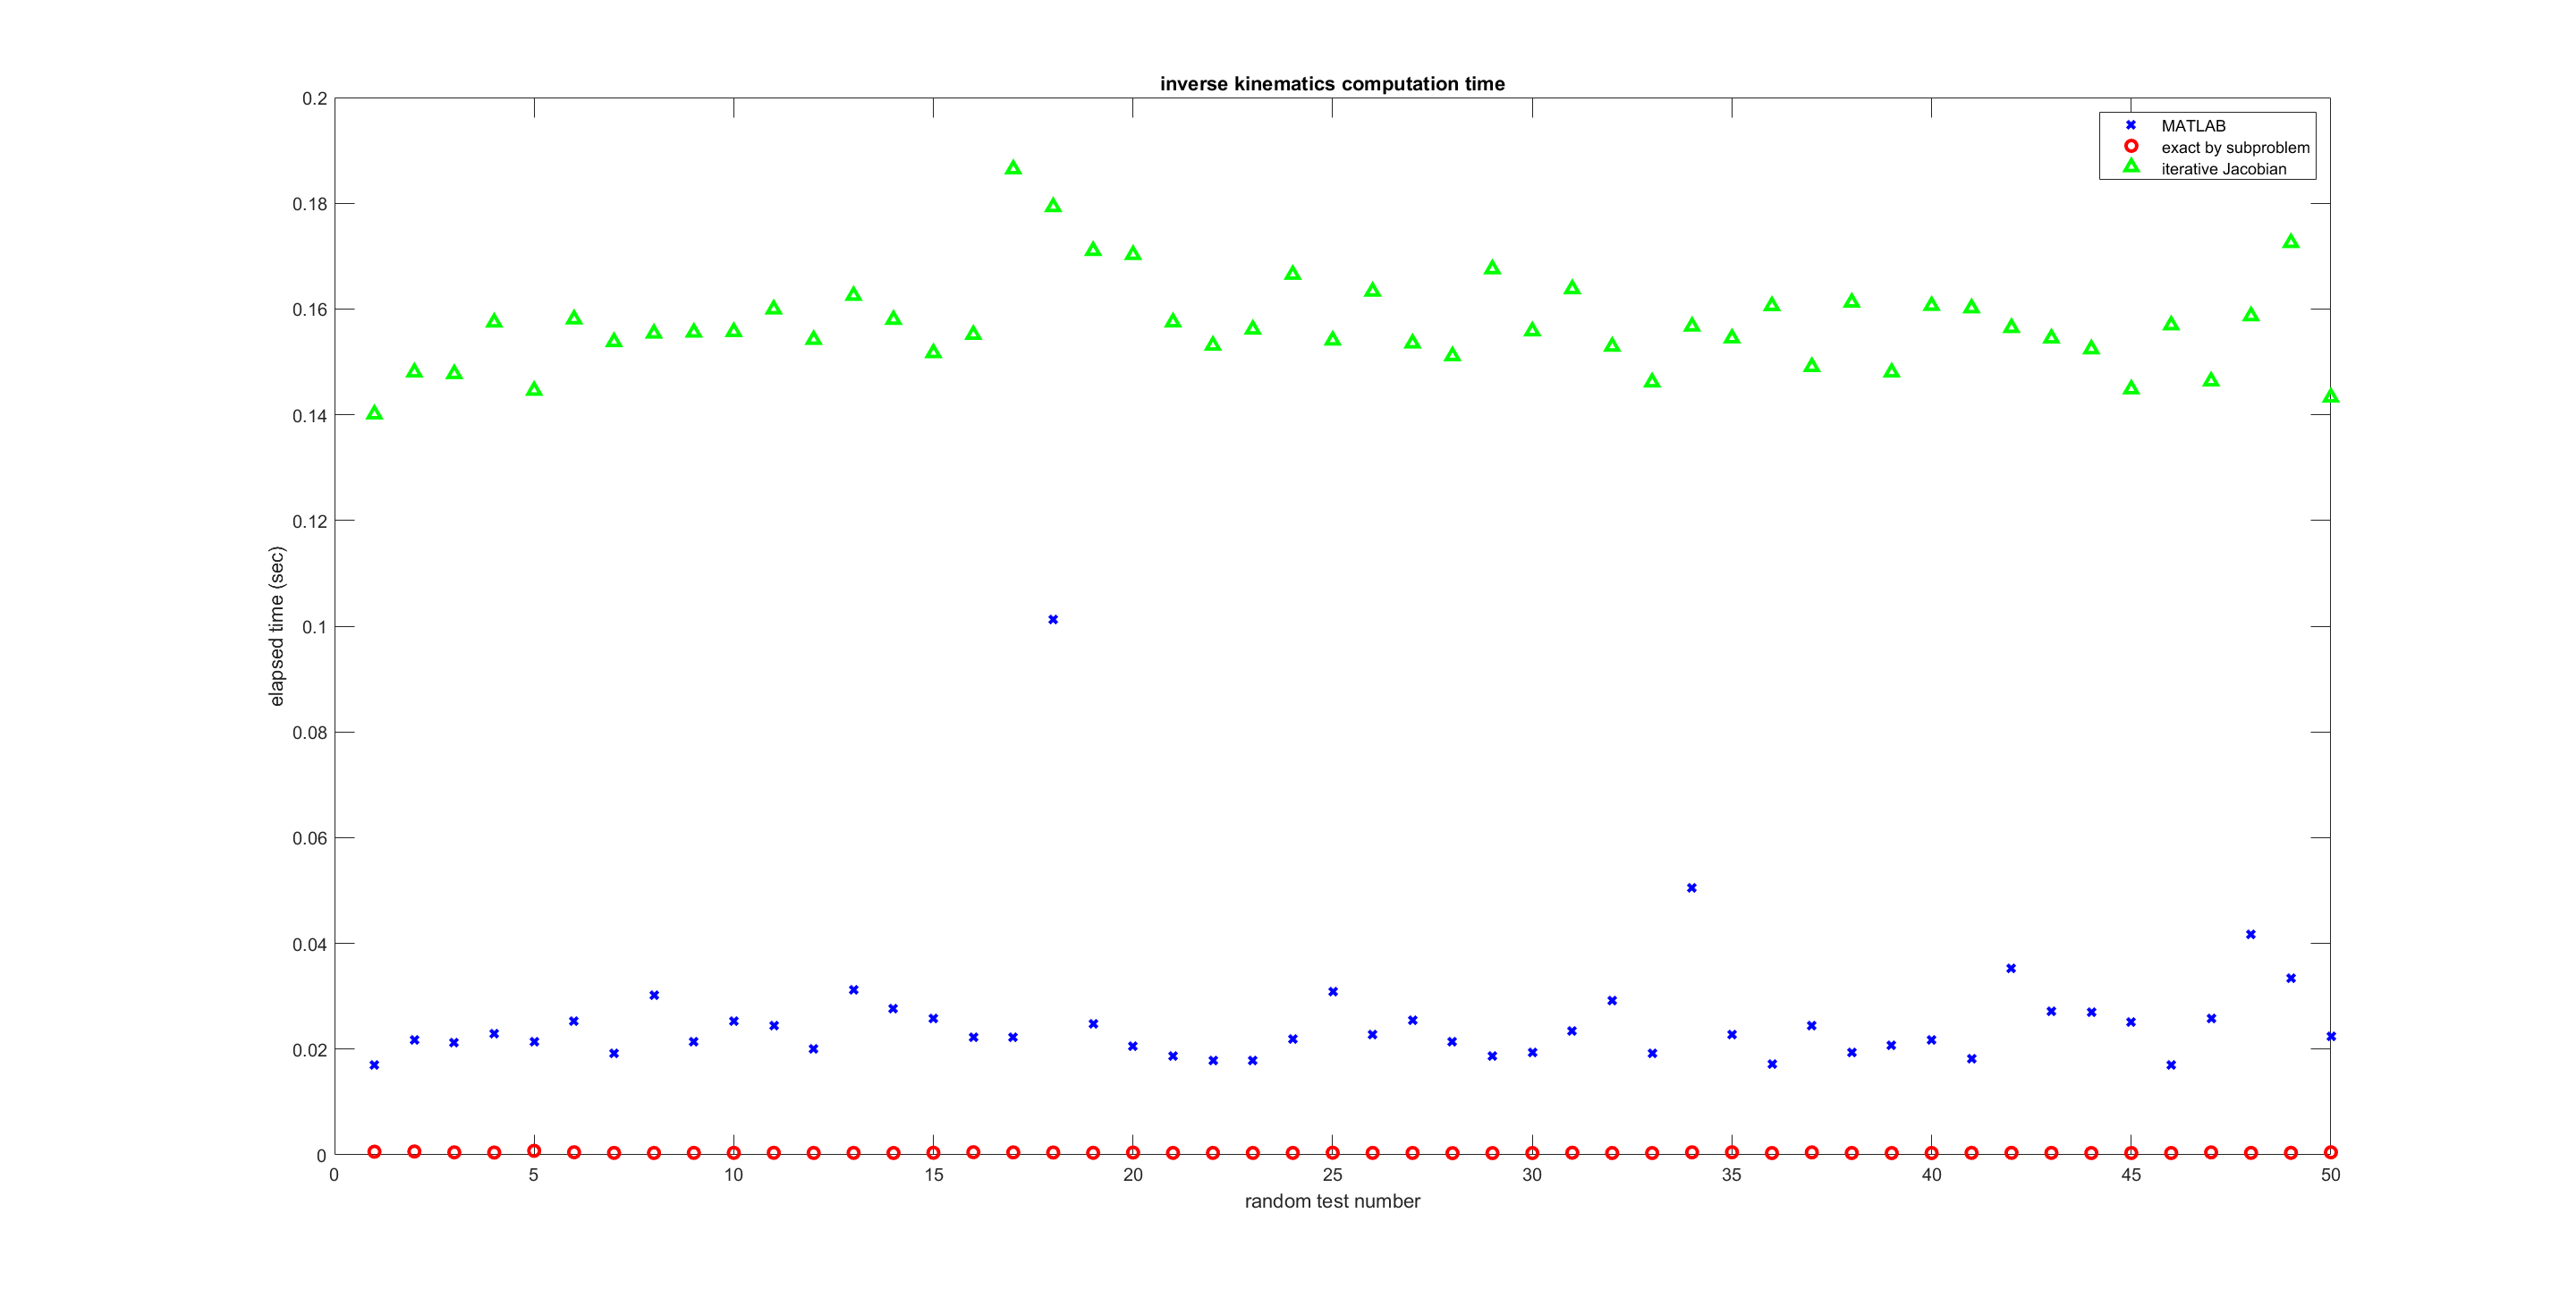 inverse kinematics computation time
0.2
0.18
0.16
0.14
0.12
0.1
0.08
0.06
0.04
0.02
0
elapsed time (sec)
MATLAB
exact by subproblem
iterative Jacobian
0 5 10 15 20 25 30 35 40 45 50
random test number